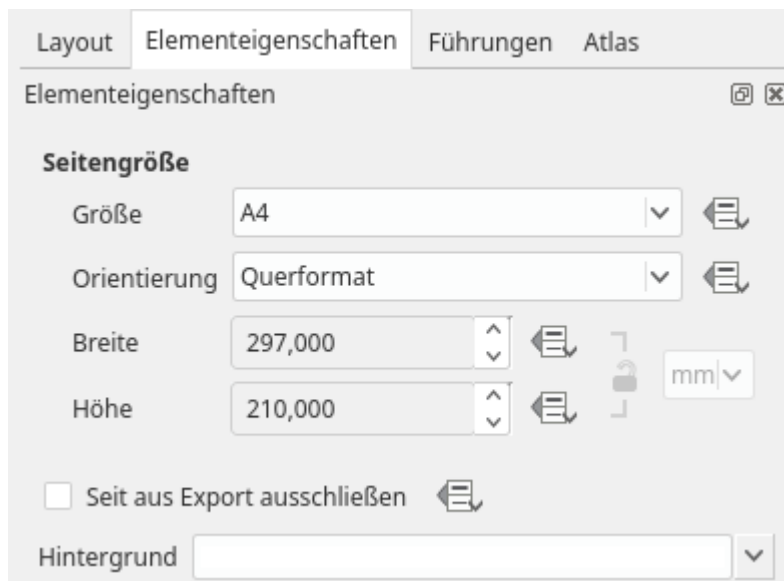 Layout Elementeigenschaften Führungen Atlas
Elementeigenschaften
Seitengröße
Größe A4
Orientierung Querformat
Breite 297,000
mm
Höhe 210,000
Seit aus Export ausschließen
Hintergrund